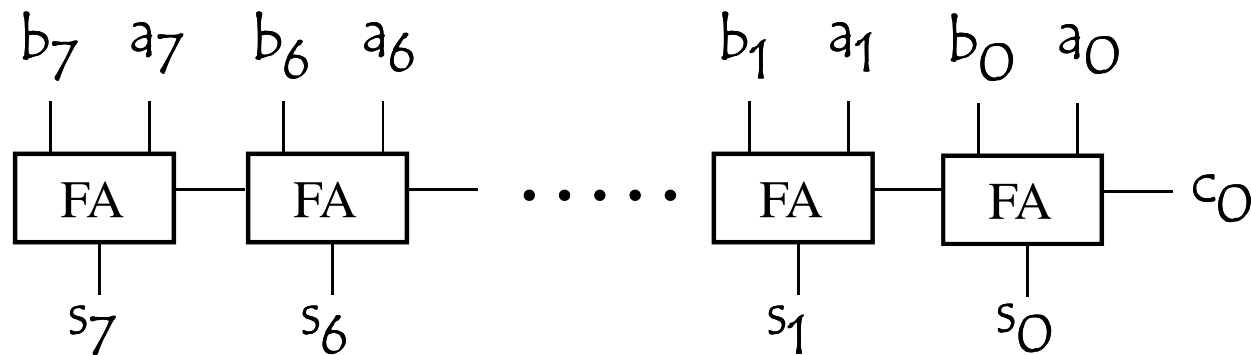 b7 a7 b6 a6 b1 a1 b0 a0
FA FA ..... FA FA c0
s7 s6 s1 s0